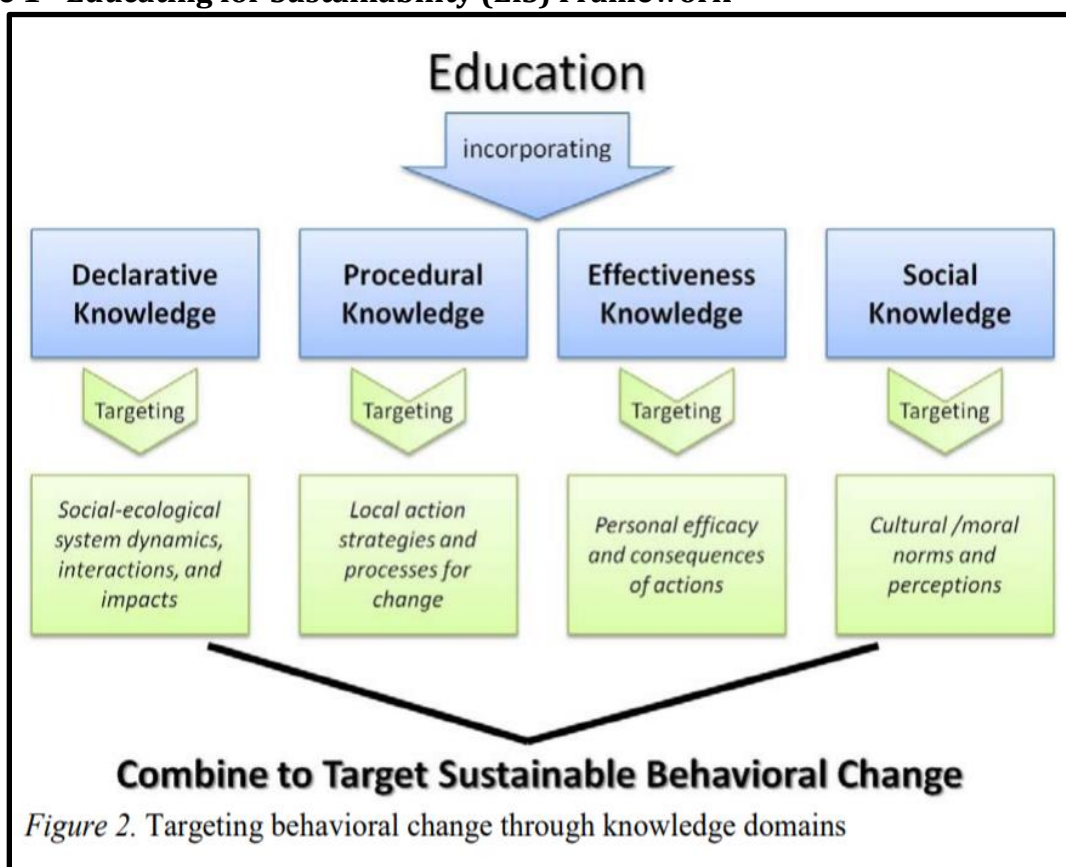 1 Educating for Sustainability (EfS) Framework
Education
incorporating
Declarative
Knowledge
Procedural
Knowledge
Effectiveness
Knowledge
Social
Knowledge
Targeting
Targeting
Targeting
Targeting
Social-ecological
system dynamics,
interactions, and
impacts
Local action
strategies and
processes for
change
Personal efficacy
and consequences
of actions
Cultural /moral
norms and
perceptions
Combine to Target Sustainable Behavioral Change
Figure 2. Targeting behavioral change through knowledge domains